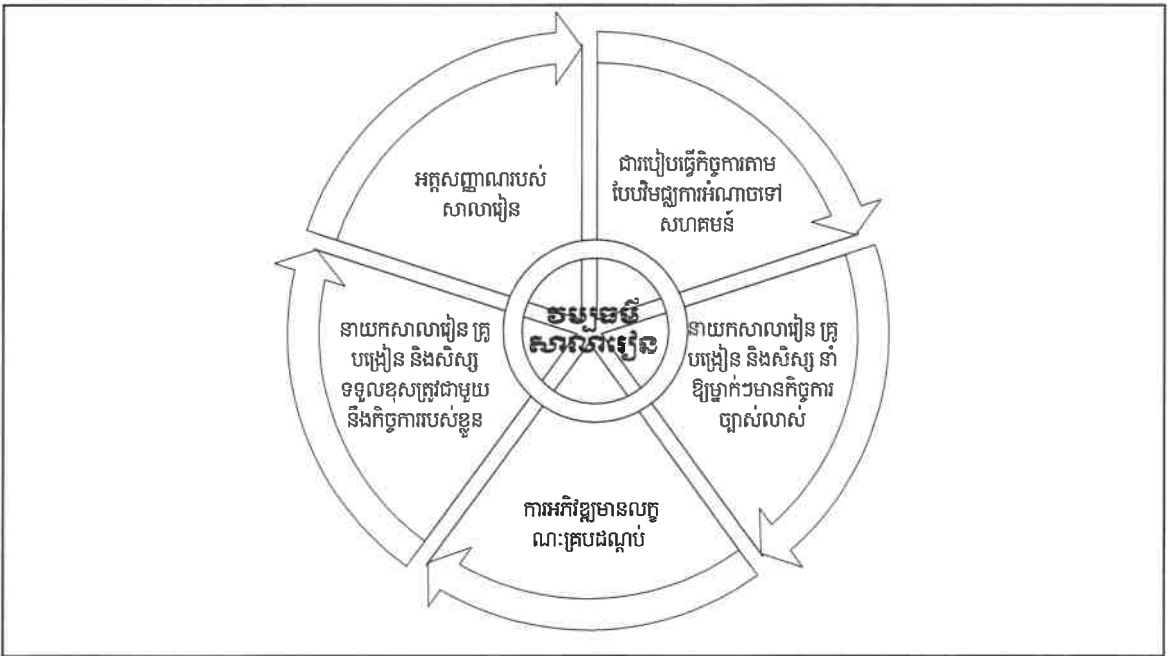 អត្តសញ្ញាណរបស់
សាលារៀន
ជារបៀបធ្វើកិច្ចការតាម
បែបវិមជ្ឈការអំណាចទៅ
សហគមន៍
វប្បធម៌
សាលារៀន
នាយកសាលារៀន គ្រូ
បង្រៀន និងសិស្ស
ទទួលខុសត្រូវជាមួយ
នឹងកិច្ចការរបស់ខ្លួន
នាយកសាលារៀន គ្រូ
បង្រៀន និងសិស្ស នាំ
ឱ្យម្នាក់ៗមានកិច្ចការ
ច្បាស់លាស់
ការអភិវឌ្ឍមានលក្ខ
ណៈគ្របដណ្តប់